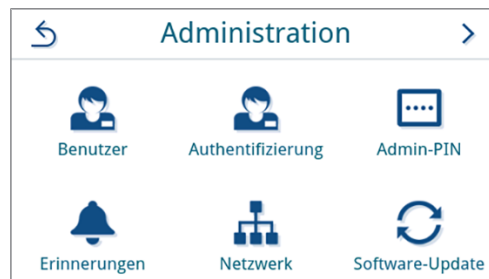 Administration
Benutzer Authentifizierung Admin-PIN
Erinnerungen Netzwerk Software-Update